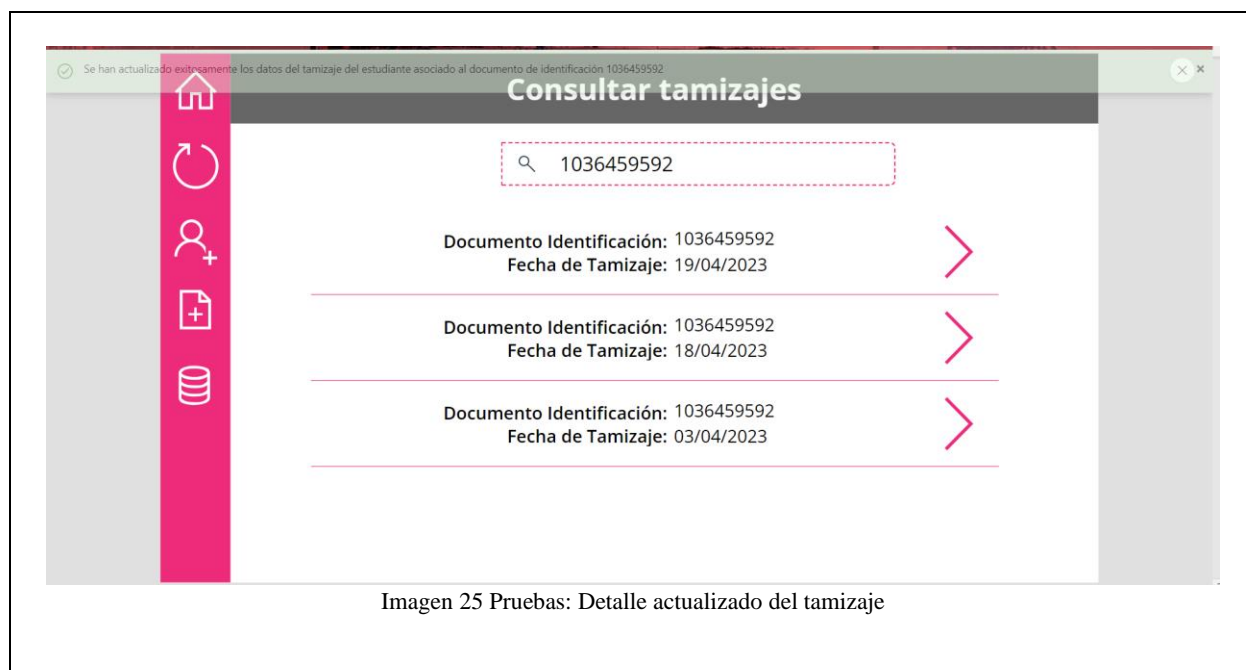 Se han actualizado exitosamente los datos del tamizaje del estudiante asociado al documento de identificación 1036459592
Consultar tamizajes
1036459592
Documento Identificación: 1036459592
Fecha de Tamizaje: 19/04/2023
Documento Identificación: 1036459592
Fecha de Tamizaje: 18/04/2023
Documento Identificación: 1036459592
Fecha de Tamizaje: 03/04/2023
Imagen 25 Pruebas: Detalle actualizado del tamizaje